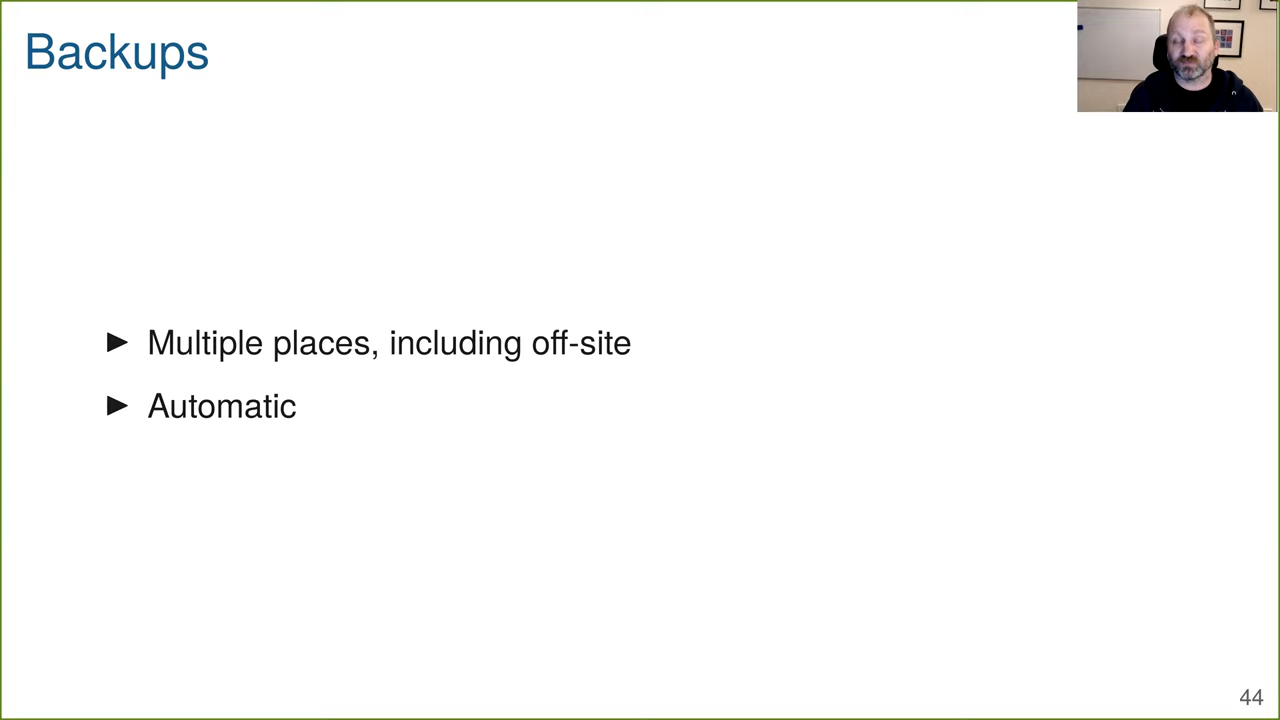 Backups
► Multiple places, including off-site
► Automatic
44